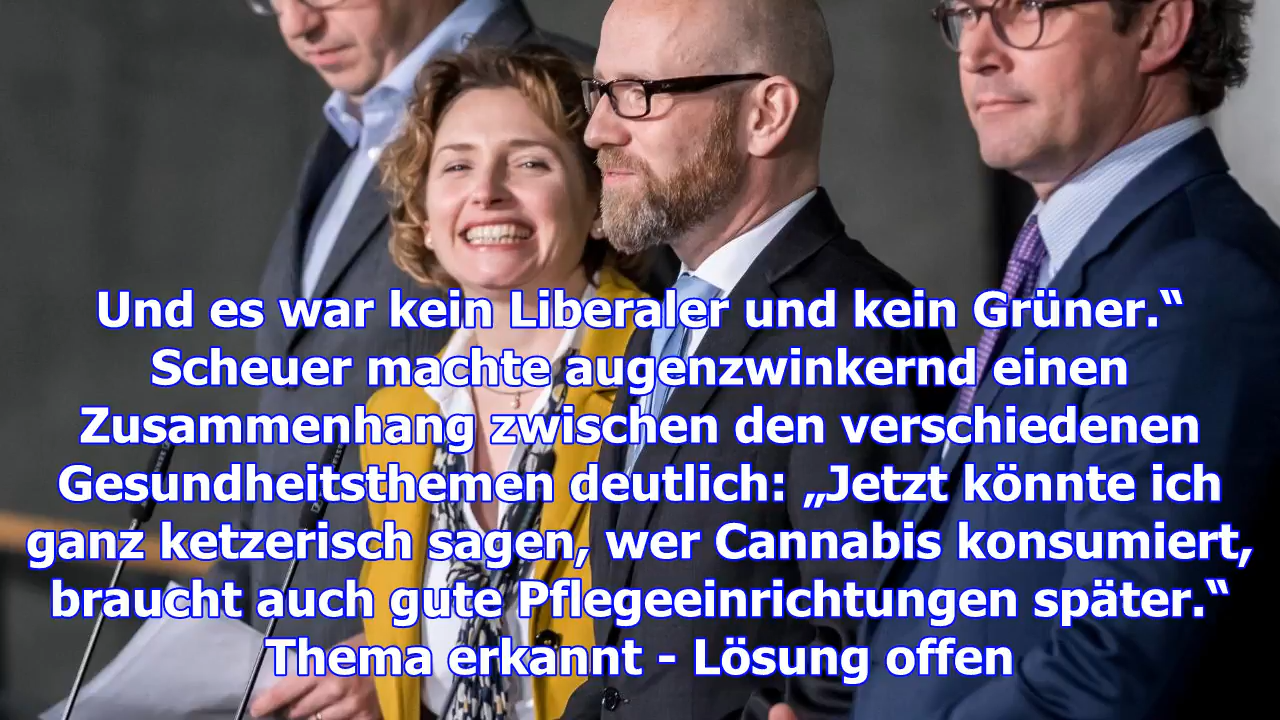 Und es war kein Liberaler und kein Grüner.“
Scheuer machte augenzwinkernd einen
Zusammenhang zwischen den verschiedenen
Gesundheitsthemen deutlich: „Jetzt könnte ich
ganz ketzerisch sagen, wer Cannabis konsumiert,
braucht auch gute Pflegeeinrichtungen später.“
Thema erkannt - Lösung offen